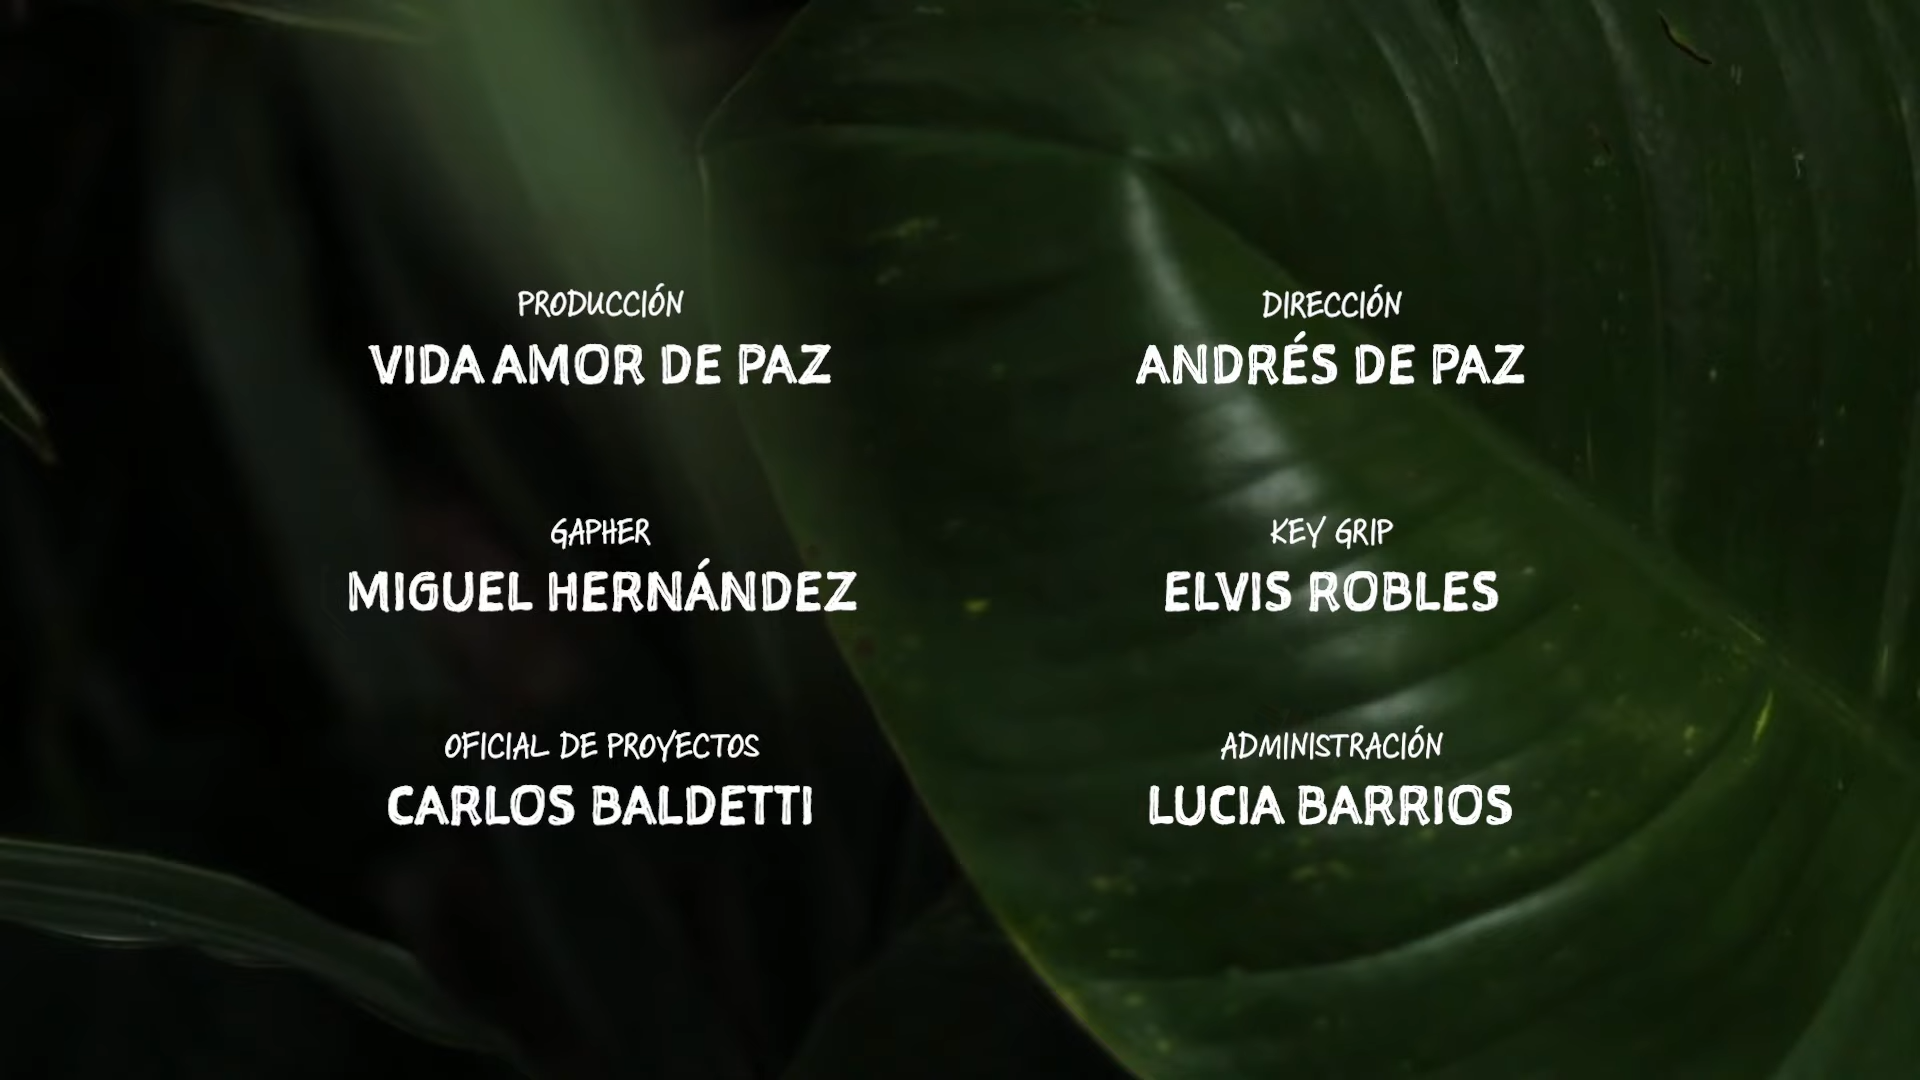 PRODUCCIÓN
VIDA AMOR DE PAZ
DIRECCIÓN
ANDRÉS DE PAZ
GAPHER
MIGUEL HERNÁNDEZ
KEY GRIP
ELVIS ROBLES
OFICIAL DE PROYECTOS
CARLOS BALDETTI
ADMINISTRACIÓN
LUCIA BARRIOS